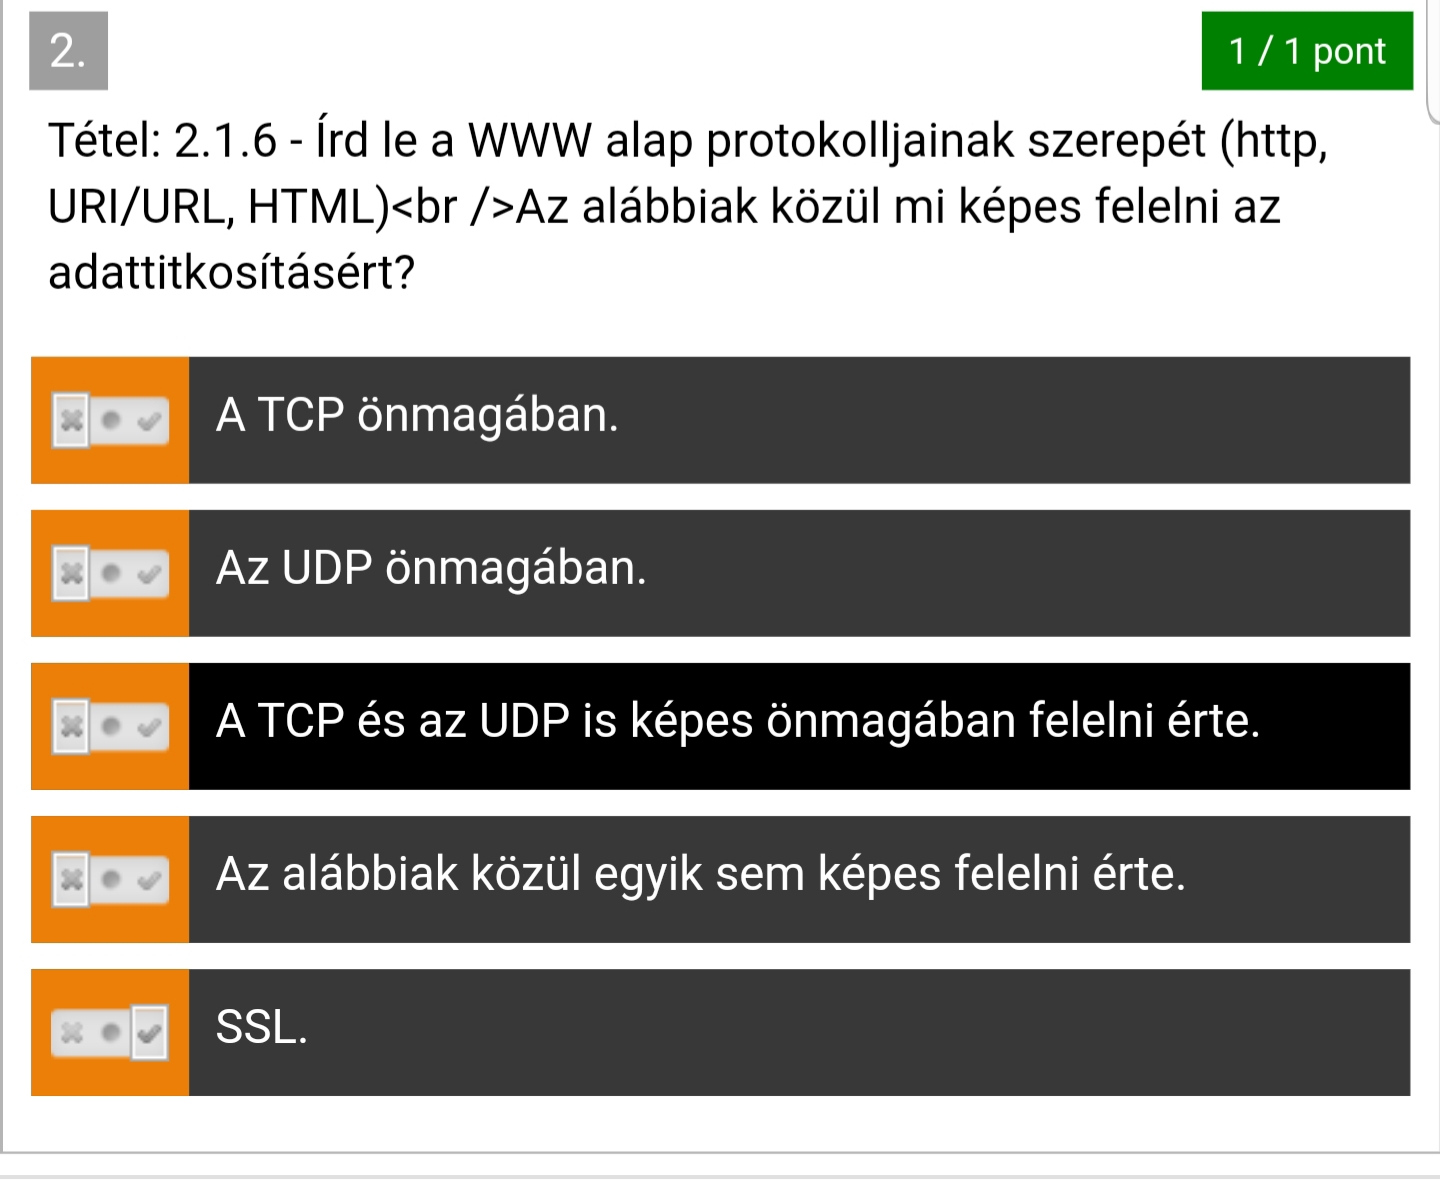 2.
1 / 1 pont
Tétel: 2.1.6 - Írd le a WWW alap protokolljainak szerepét (http,
URI/URL, HTML)<br />Az alábbiak közül mi képes felelni az
adattitkosításért?
A TCP önmagában.
Az UDP önmagában.
A TCP és az UDP is képes önmagában felelni érte.
Az alábbiak közül egyik sem képes felelni érte.
SSL.